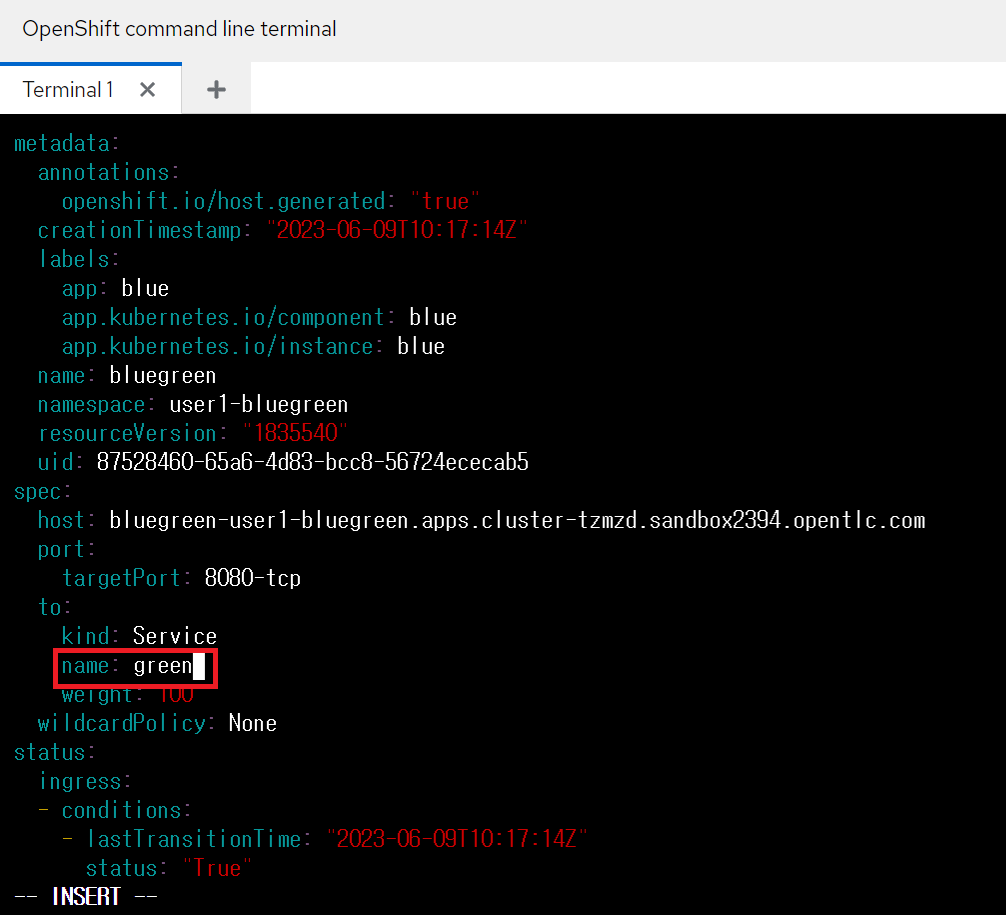 OpenShift command line terminal
Terminal 1
metadata:
  annotations:
    openshift.io/host.generated: "true"
  creationTimestamp: "2023-06-09T10:17:14Z"
  labels:
    app: blue
    app.kubernetes.io/component: blue
    app.kubernetes.io/instance: blue
  name: bluegreen
  namespace: user1-bluegreen
  resourceVersion: "1835540"
  uid: 87528460-65a6-4d83-bcc8-56724ececab5
spec:
  host: bluegreen-user1-bluegreen.apps.cluster-tzmzd.sandbox2394.opentlc.com
  port:
    targetPort: 8080-tcp
  to:
    kind: Service
    name: green
    weight: 100
  wildcardPolicy: None
status:
  ingress:
  - conditions:
    - lastTransitionTime: "2023-06-09T10:17:14Z"
      status: "True"
-- INSERT --